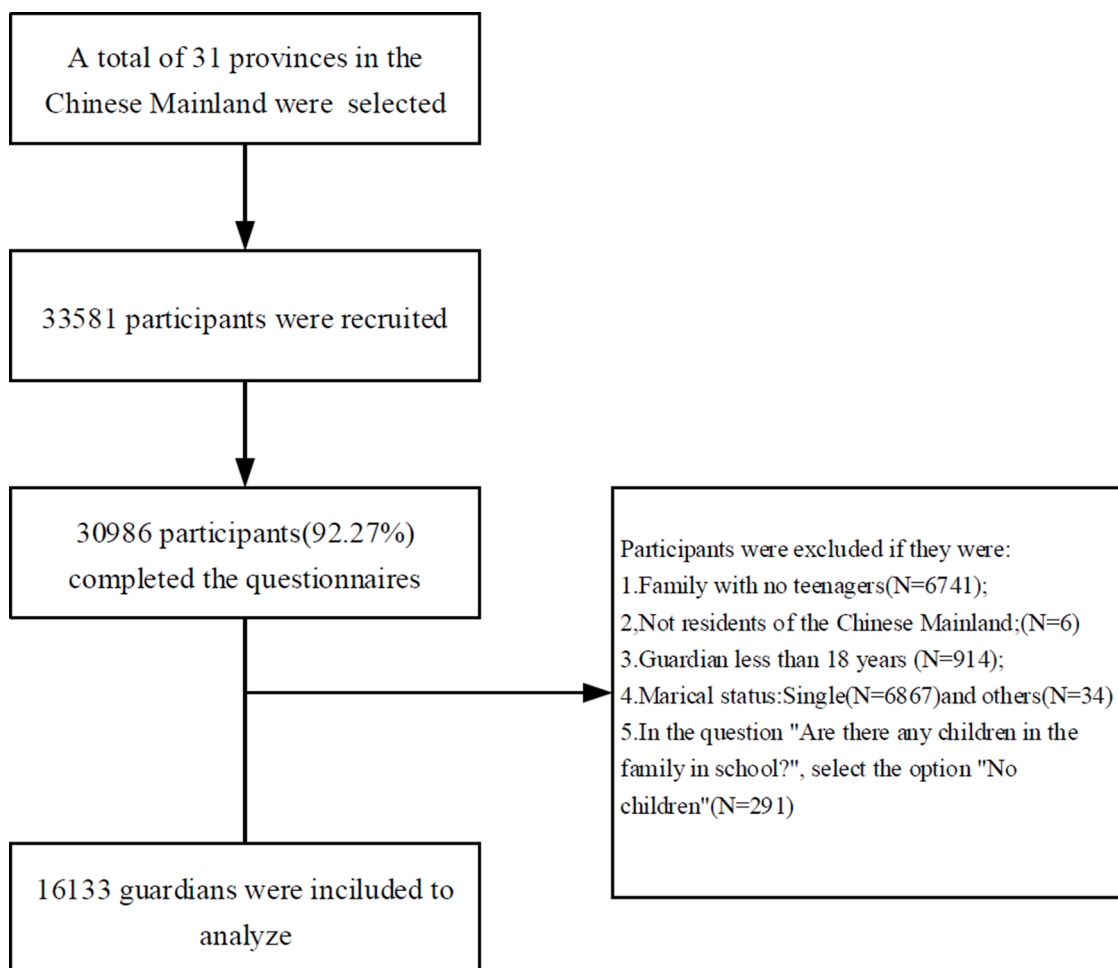 A total of 31 provinces in the
Chinese Mainland were selected
33581 participants were recruited
30986 participants(92.27%)
completed the questionnaires
Participants were excluded if they were:
1.Family with no teenagers(N=6741);
2,Not residents of the Chinese Mainland;(N=6)
3.Guardian less than 18 years (N=914);
4.Marical status:Single(N=6867)and others(N=34)
5.In the question "Are there any children in the
family in school?", select the option "No
children"(N=291)
16133 guardians were inciluded to
analyze